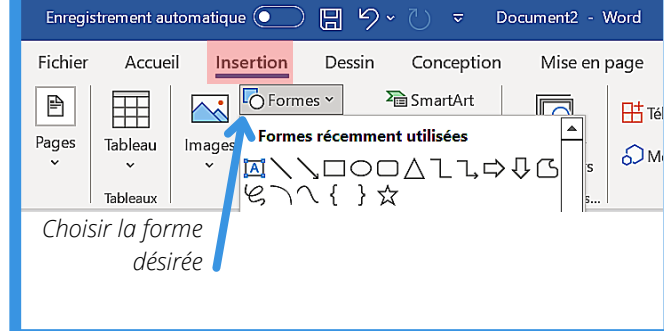 Enregistrement automatique Document2 - Word
Fichier Accueil Insertion Dessin Conception Mise en page
Formes SmartArt
Pages Tableau Images
Formes récemment utilisées
A
Tableaux
Choisir la forme
désirée